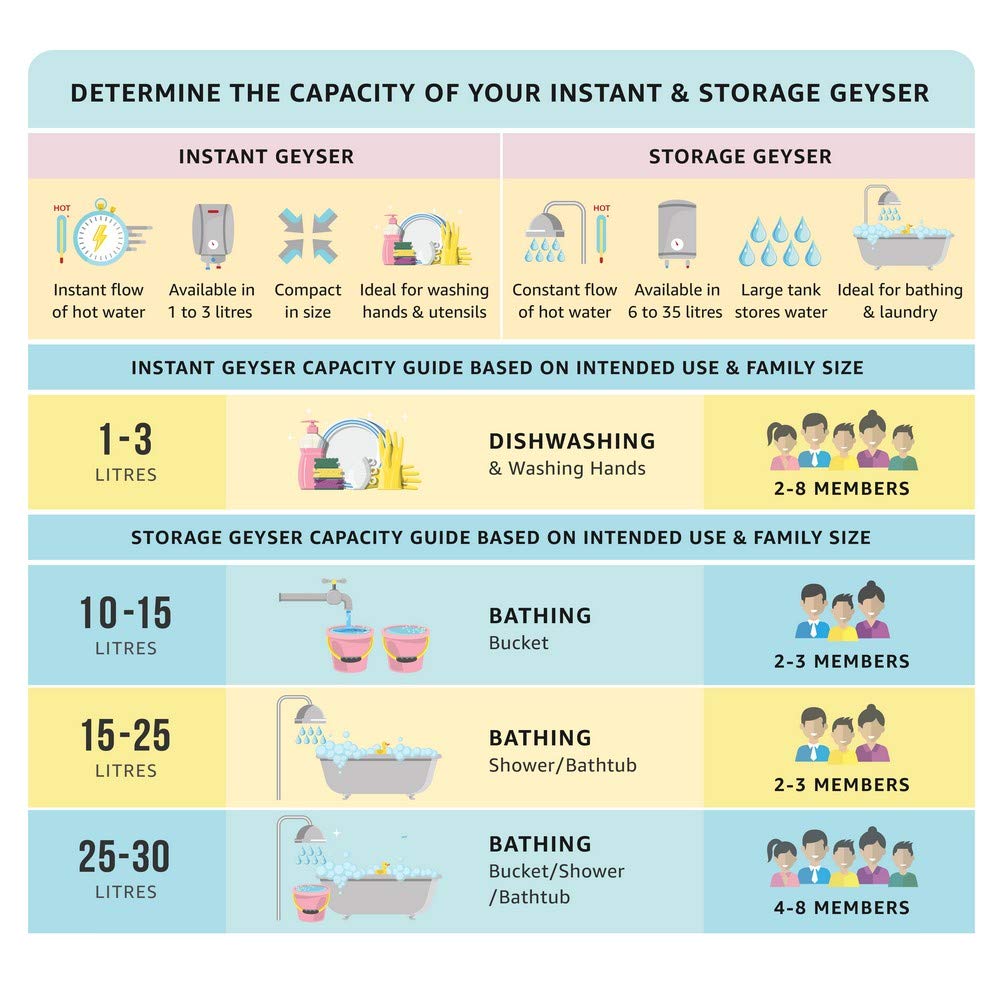 DETERMINE THE CAPACITY OF YOUR INSTANT & STORAGE GEYSER
INSTANT GEYSER
HOT
Instant flow
of hot water
Available in
1 to 3 litres
Compact
in size
Ideal for washing
hands & utensils
STORAGE GEYSER
HOT
Constant flow
of hot water
Available in
6 to 35 litres
Large tank
stores water
Ideal for bathing
& laundry
INSTANT GEYSER CAPACITY GUIDE BASED ON INTENDED USE & FAMILY SIZE
1-3
LITRES
DISHWASHING
& Washing Hands
2-8 MEMBERS
STORAGE GEYSER CAPACITY GUIDE BASED ON INTENDED USE & FAMILY SIZE
10-15
LITRES
BATHING
Bucket
2-3 MEMBERS
15-25
LITRES
BATHING
Shower/Bathtub
2-3 MEMBERS
25-30
LITRES
BATHING
Bucket/Shower
/Bathtub
4-8 MEMBERS